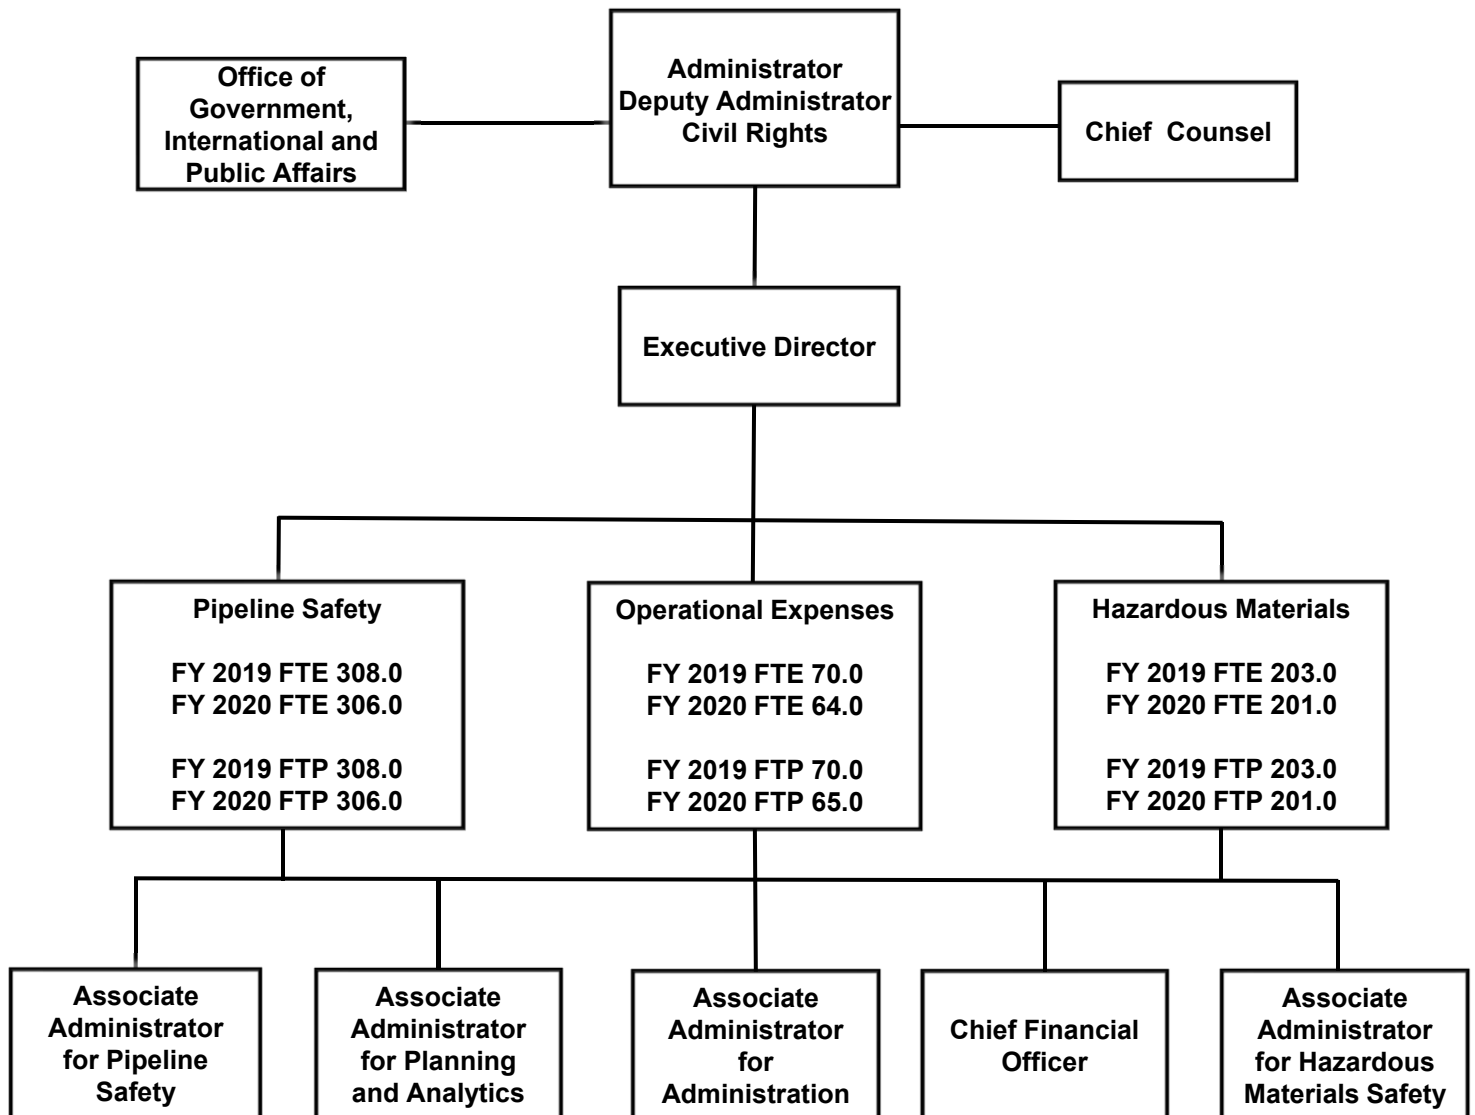 Office of
Government,
International and
Public Affairs
Administrator
Deputy Administrator
Civil Rights
Chief Counsel
Executive Director
Pipeline Safety
FY 2019 FTE 308.0
FY 2020 FTE 306.0
FY 2019 FTP 308.0
FY 2020 FTP 306.0
Operational Expenses
FY 2019 FTE 70.0
FY 2020 FTE 64.0
FY 2019 FTP 70.0
FY 2020 FTP 65.0
Hazardous Materials
FY 2019 FTE 203.0
FY 2020 FTE 201.0
FY 2019 FTP 203.0
FY 2020 FTP 201.0
Associate
Administrator
for Pipeline
Safety
Associate
Administrator
for Planning
and Analytics
Associate
Administrator
for
Administration
Chief Financial
Officer
Associate
Administrator
for Hazardous
Materials Safety